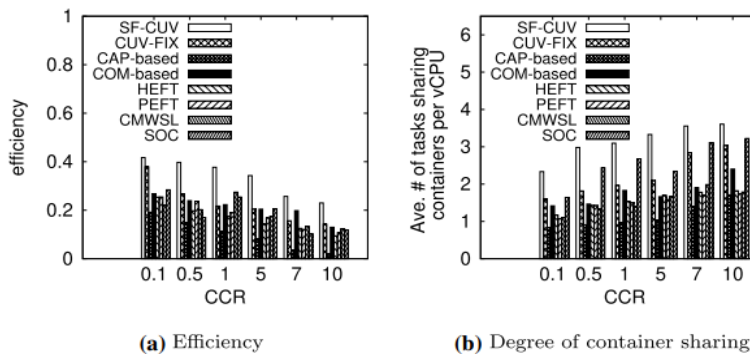 1
0.8
0.6
0.4
0.2
0
efficiency
SF-CUV
CUV-FIX
CAP-based
COM-based
HEFT
PEFT
CMWSL
SOC
0.1 0.5 1 5 7 10
CCR
(a) Efficiency
6
5
4
3
2
1
0
Ave. # of tasks sharing
containers per vCPU
SF-CUV
CUV-FIX
CAP-based
COM-based
HEFT
PEFT
CMWSL
SOC
0.1 0.5 1 5 7 10
CCR
(b) Degree of container sharing